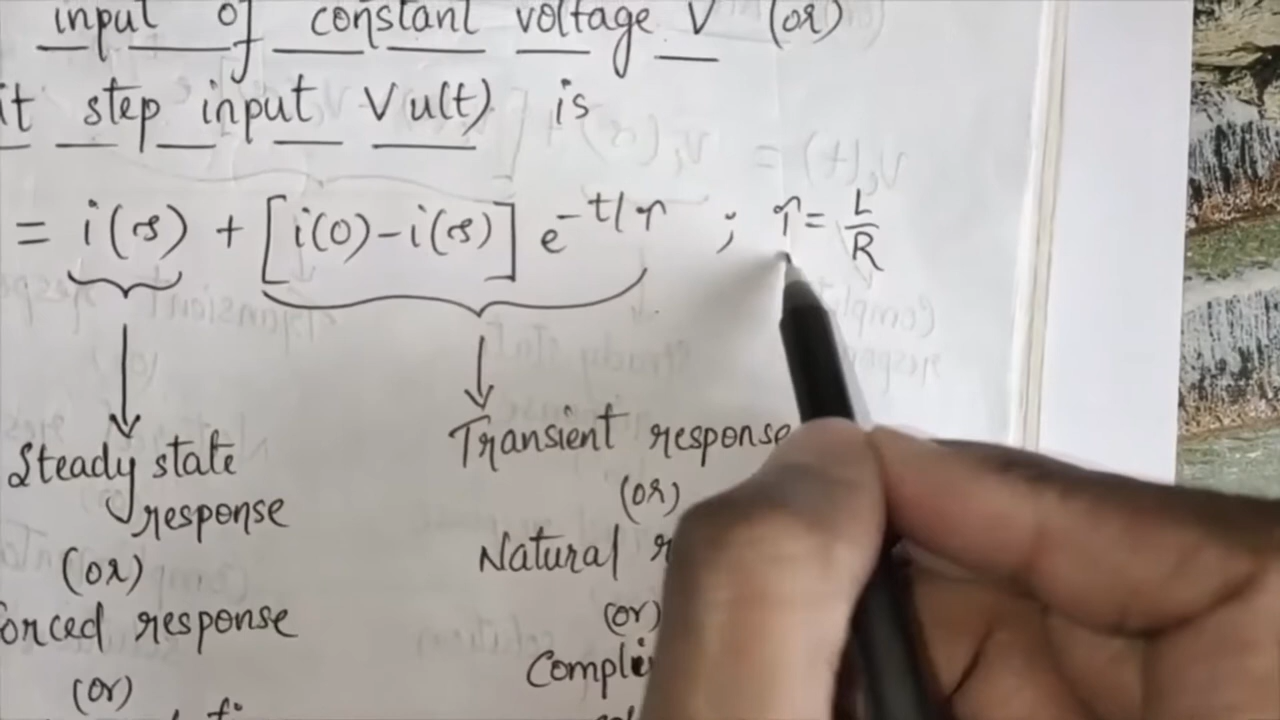 input of constant voltage V (or)
it step input Vu(t) is
= i(∞) + [i(0)-i(∞)] e^-t/τ ; τ = L/R
Steady state Transient response
response (or)
(or) Natural
forced response (or)
(or)